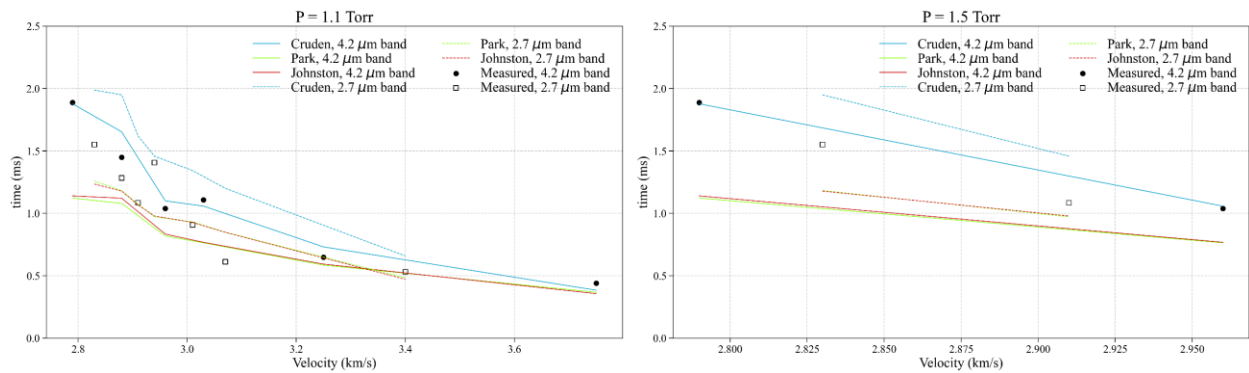 P = 1.1 Torr
2.5
2.0
1.5
1.0
0.5
0.0
time (ms)
Cruden, 4.2 μm band
Park, 4.2 μm band
Johnston, 4.2 μm band
Cruden, 2.7 μm band
Park, 2.7 μm band
Johnston, 2.7 μm band
Measured, 4.2 μm band
Measured, 2.7 μm band
2.8 3.0 3.2 3.4 3.6
Velocity (km/s)
P = 1.5 Torr
2.5
2.0
1.5
1.0
0.5
0.0
time (ms)
Cruden, 4.2 μm band
Park, 4.2 μm band
Johnston, 4.2 μm band
Cruden, 2.7 μm band
Park, 2.7 μm band
Johnston, 2.7 μm band
Measured, 4.2 μm band
Measured, 2.7 μm band
2.800 2.825 2.850 2.875 2.900 2.925 2.950
Velocity (km/s)